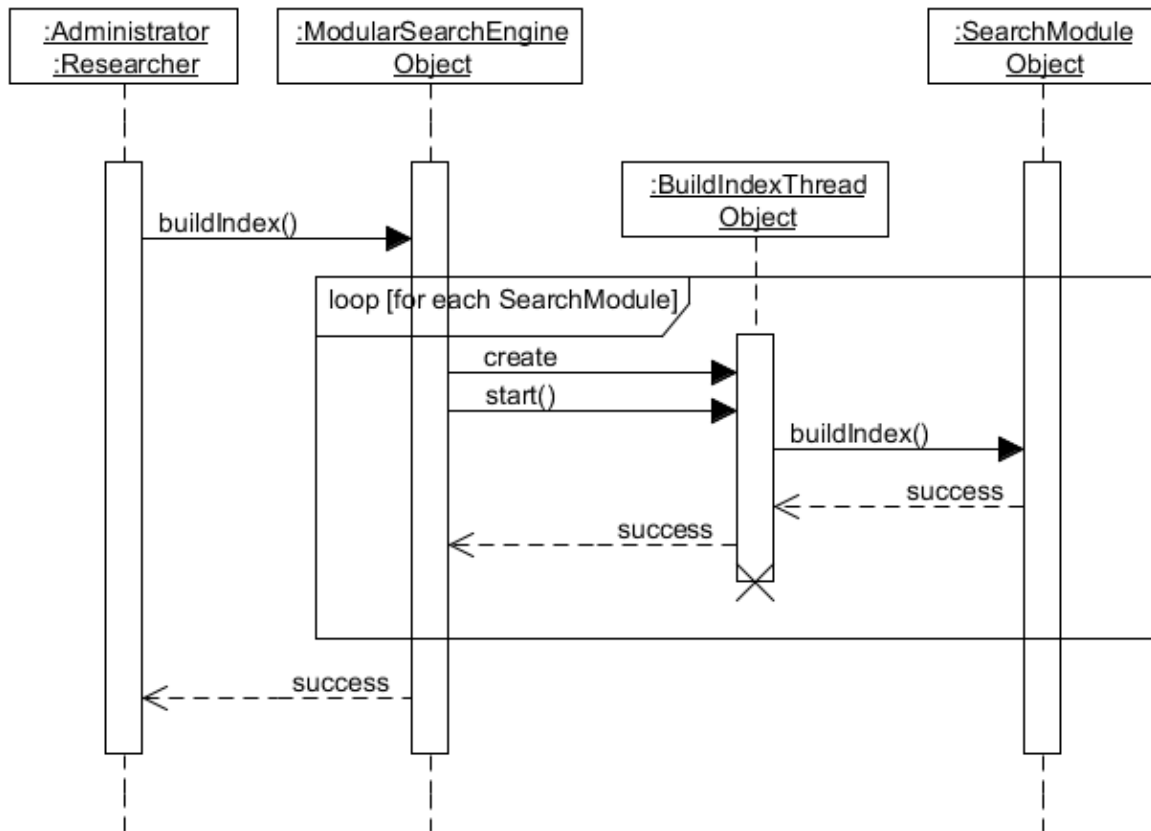 :Administrator
:Researcher
:ModularSearchEngine
Object
:SearchModule
Object
:BuildIndexThread
Object
buildIndex()
loop [for each SearchModule]
create
start()
buildIndex()
success
success
success